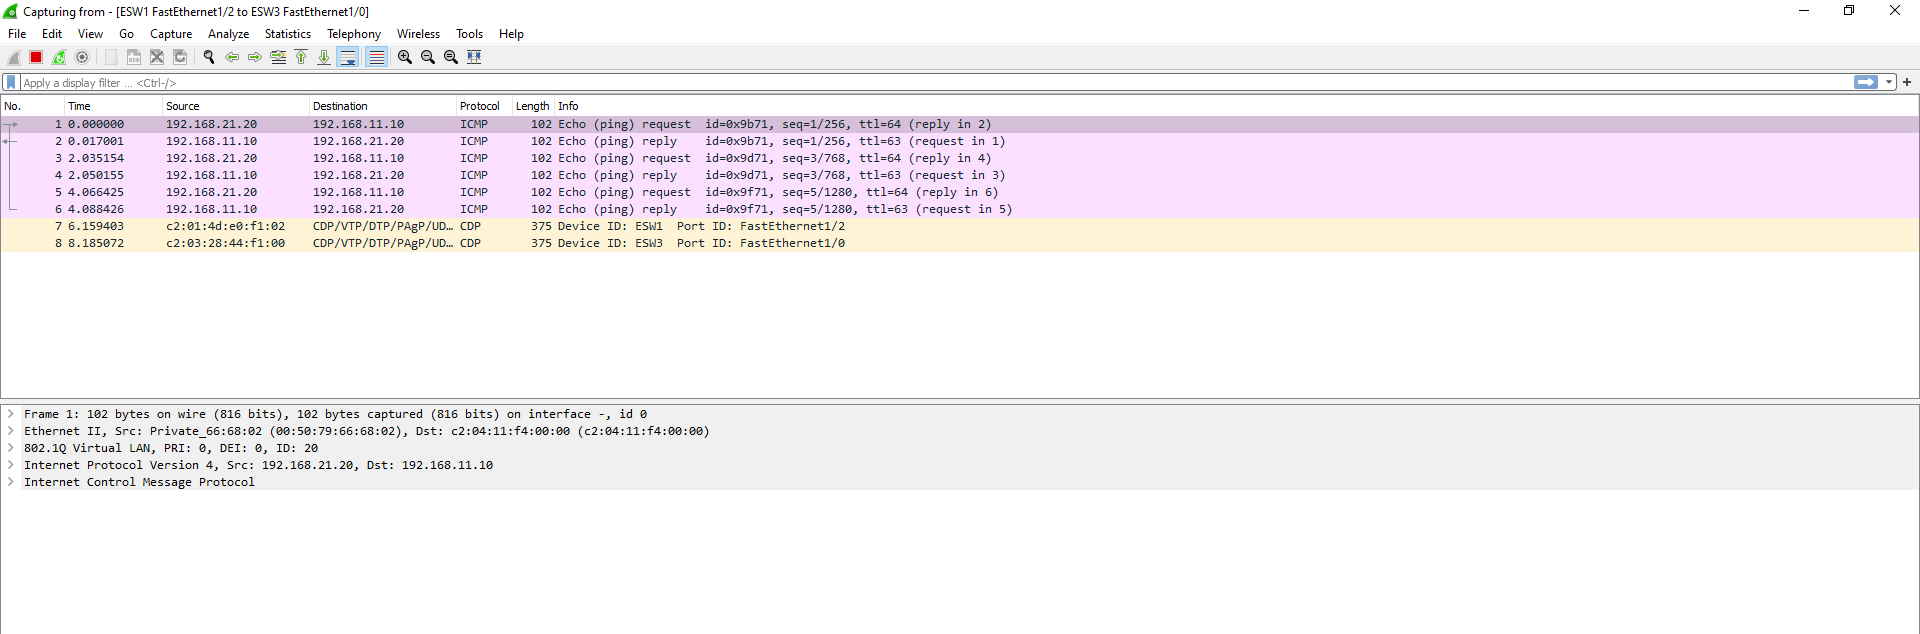 Capturing from - [ESW1 FastEthernet1/2 to ESW3 FastEthernet1/0]
File Edit View Go Capture Analyze Statistics Telephony Wireless Tools Help
Apply a display filter ... <Ctrl-/>
No. Time Source Destination Protocol Length Info
1 0.000000 192.168.21.20 192.168.11.10 ICMP 102 Echo (ping) request id=0x9b71, seq=1/256, ttl=64 (reply in 2)
2 0.017001 192.168.11.10 192.168.21.20 ICMP 102 Echo (ping) reply id=0x9b71, seq=1/256, ttl=63 (request in 1)
3 2.035154 192.168.21.20 192.168.11.10 ICMP 102 Echo (ping) request id=0x9d71, seq=3/768, ttl=64 (reply in 4)
4 2.050155 192.168.11.10 192.168.21.20 ICMP 102 Echo (ping) reply id=0x9d71, seq=3/768, ttl=63 (request in 3)
5 4.066425 192.168.21.20 192.168.11.10 ICMP 102 Echo (ping) request id=0x9f71, seq=5/1280, ttl=64 (reply in 6)
6 4.088426 192.168.11.10 192.168.21.20 ICMP 102 Echo (ping) reply id=0x9f71, seq=5/1280, ttl=63 (request in 5)
7 6.159403 c2:01:4d:e0:f1:02 CDP/VTP/DTP/PAgP/UD… CDP 375 Device ID: ESW1 Port ID: FastEthernet1/2
8 8.185072 c2:03:28:44:f1:00 CDP/VTP/DTP/PAgP/UD… CDP 375 Device ID: ESW3 Port ID: FastEthernet1/0
Frame 1: 102 bytes on wire (816 bits), 102 bytes captured (816 bits) on interface -, id 0
Ethernet II, Src: Private_66:68:02 (00:50:79:66:68:02), Dst: c2:04:11:f4:00:00 (c2:04:11:f4:00:00)
802.1Q Virtual LAN, PRI: 0, DEI: 0, ID: 20
Internet Protocol Version 4, Src: 192.168.21.20, Dst: 192.168.11.10
Internet Control Message Protocol